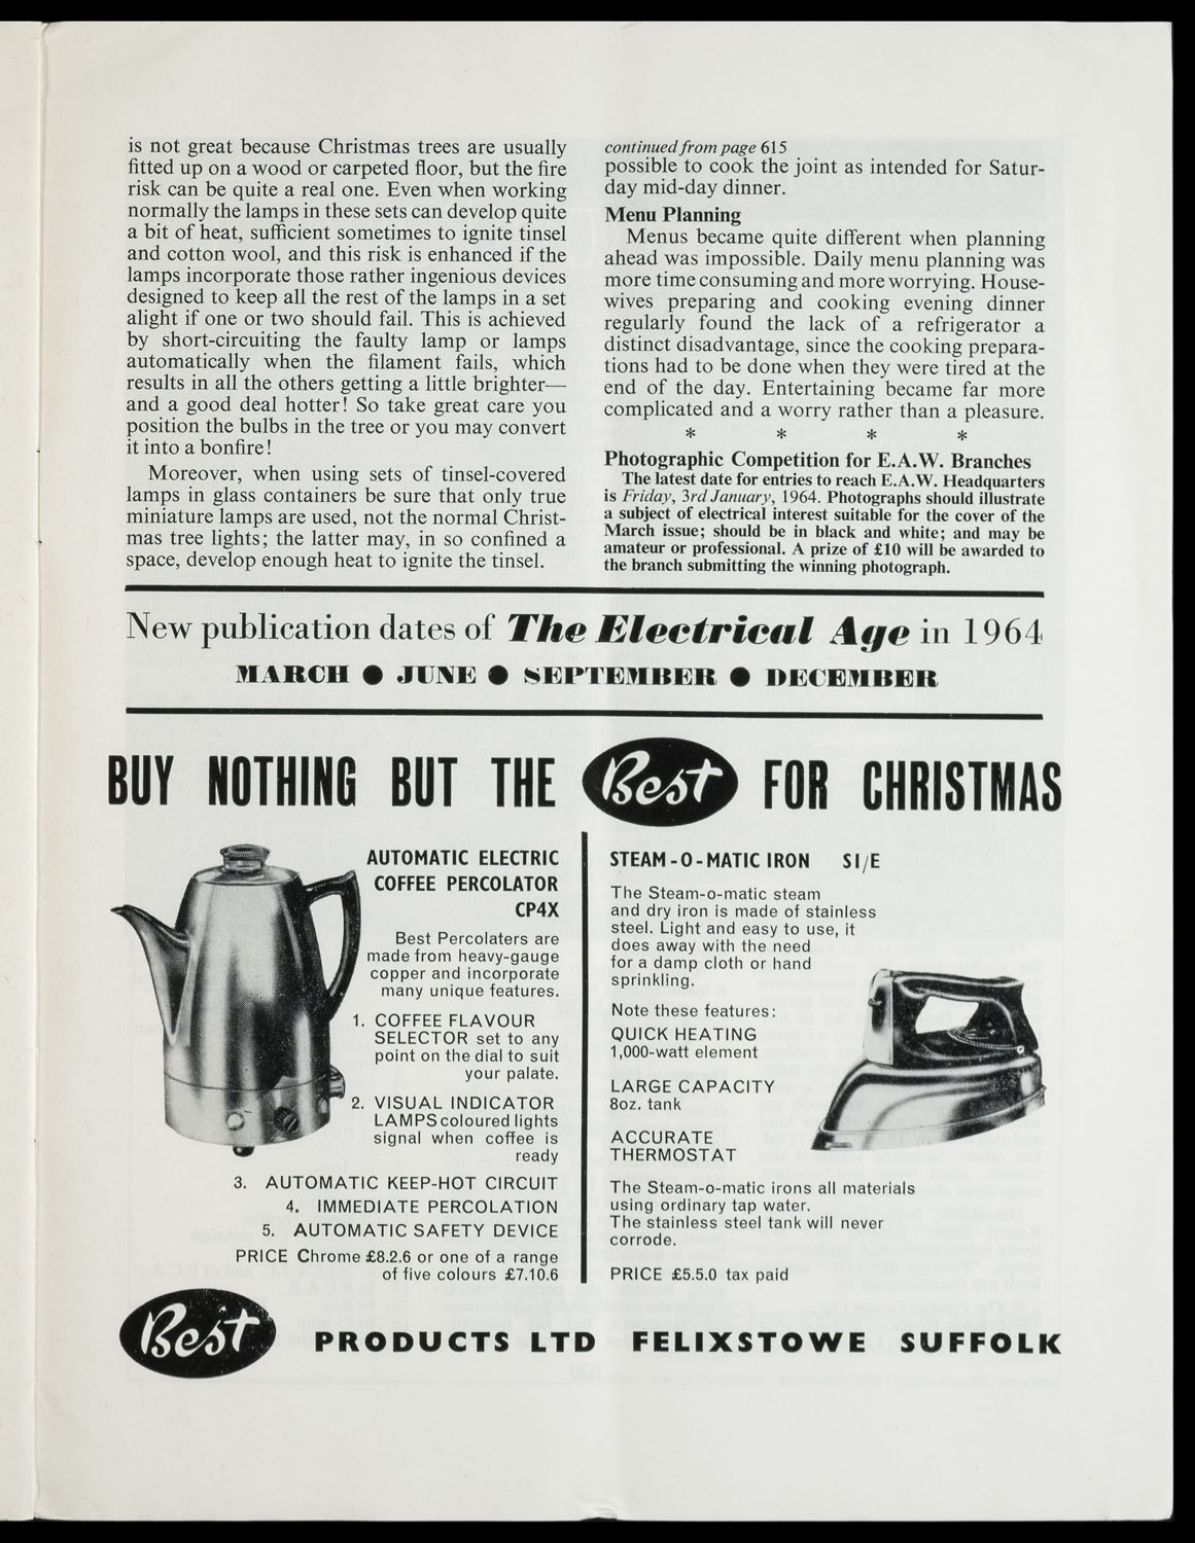 is not great because Christmas trees are usually
fitted up on a wood or carpeted floor, but the fire
risk can be quite a real one. Even when working
normally the lamps in these sets can develop quite
a bit of heat, sufficient sometimes to ignite tinsel
and cotton wool, and this risk is enhanced if the
lamps incorporate those rather ingenious devices
designed to keep all the rest of the lamps in a set
alight if one or two should fail. This is achieved
by short-circuiting the faulty lamp or lamps
automatically when the filament fails, which
results in all the others getting a little brighter—
and a good deal hotter! So take great care you
position the bulbs in the tree or you may convert
it into a bonfire!
Moreover, when using sets of tinsel-covered
lamps in glass containers be sure that only true
miniature lamps are used, not the normal Christ-
mas tree lights; the latter may, in so confined a
space, develop enough heat to ignite the tinsel.
continued from page 615
possible to cook the joint as intended for Satur-
day mid-day dinner.
Menu Planning
Menus became quite different when planning
ahead was impossible. Daily menu planning was
more time consuming and more worrying. House-
wives preparing and cooking evening dinner
regularly found the lack of a refrigerator a
distinct disadvantage, since the cooking prepara-
tions had to be done when they were tired at the
end of the day. Entertaining became far more
complicated and a worry rather than a pleasure.
* * * *
Photographic Competition for E.A.W. Branches
The latest date for entries to reach E.A.W. Headquarters
is Friday, 3rd January, 1964. Photographs should illustrate
a subject of electrical interest suitable for the cover of the
March issue; should be in black and white; and may be
amateur or professional. A prize of £10 will be awarded to
the branch submitting the winning photograph.
New publication dates of The Electrical Age in 1964
MARCH ● JUNE ● SEPTEMBER ● DECEMBER
BUY NOTHING BUT THE Best FOR CHRISTMAS
AUTOMATIC ELECTRIC
COFFEE PERCOLATOR
CP4X
Best Percolaters are
made from heavy-gauge
copper and incorporate
many unique features.
1. COFFEE FLAVOUR
SELECTOR set to any
point on the dial to suit
your palate.
2. VISUAL INDICATOR
LAMPS coloured lights
signal when coffee is
ready
3. AUTOMATIC KEEP-HOT CIRCUIT
4. IMMEDIATE PERCOLATION
5. AUTOMATIC SAFETY DEVICE
PRICE Chrome £8.2.6 or one of a range
of five colours £7.10.6
STEAM-O-MATIC IRON SI/E
The Steam-o-matic steam
and dry iron is made of stainless
steel. Light and easy to use, it
does away with the need
for a damp cloth or hand
sprinkling.
Note these features:
QUICK HEATING
1,000-watt element
LARGE CAPACITY
8oz. tank
ACCURATE
THERMOSTAT
The Steam-o-matic irons all materials
using ordinary tap water.
The stainless steel tank will never
corrode.
PRICE £5.5.0 tax paid
Best PRODUCTS LTD FELIXSTOWE SUFFOLK